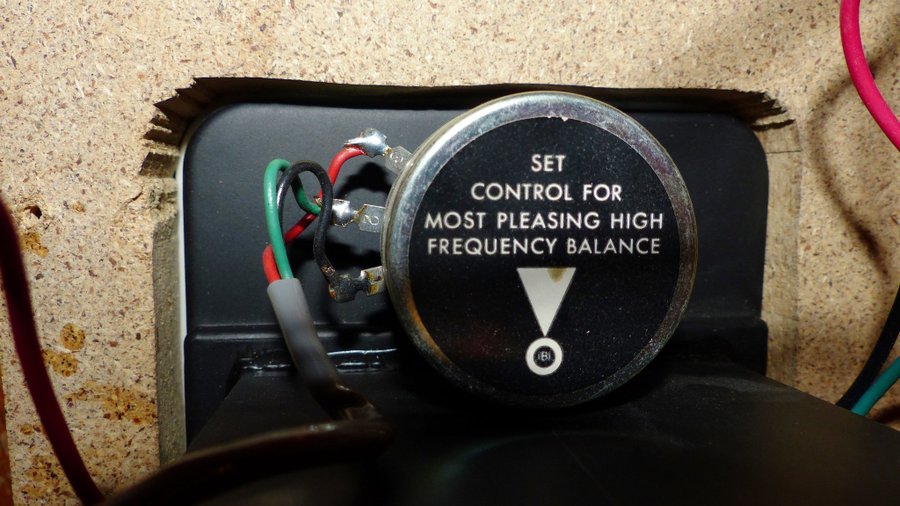 SET
CONTROL FOR
MOST PLEASING HIGH
FREQUENCY BALANCE